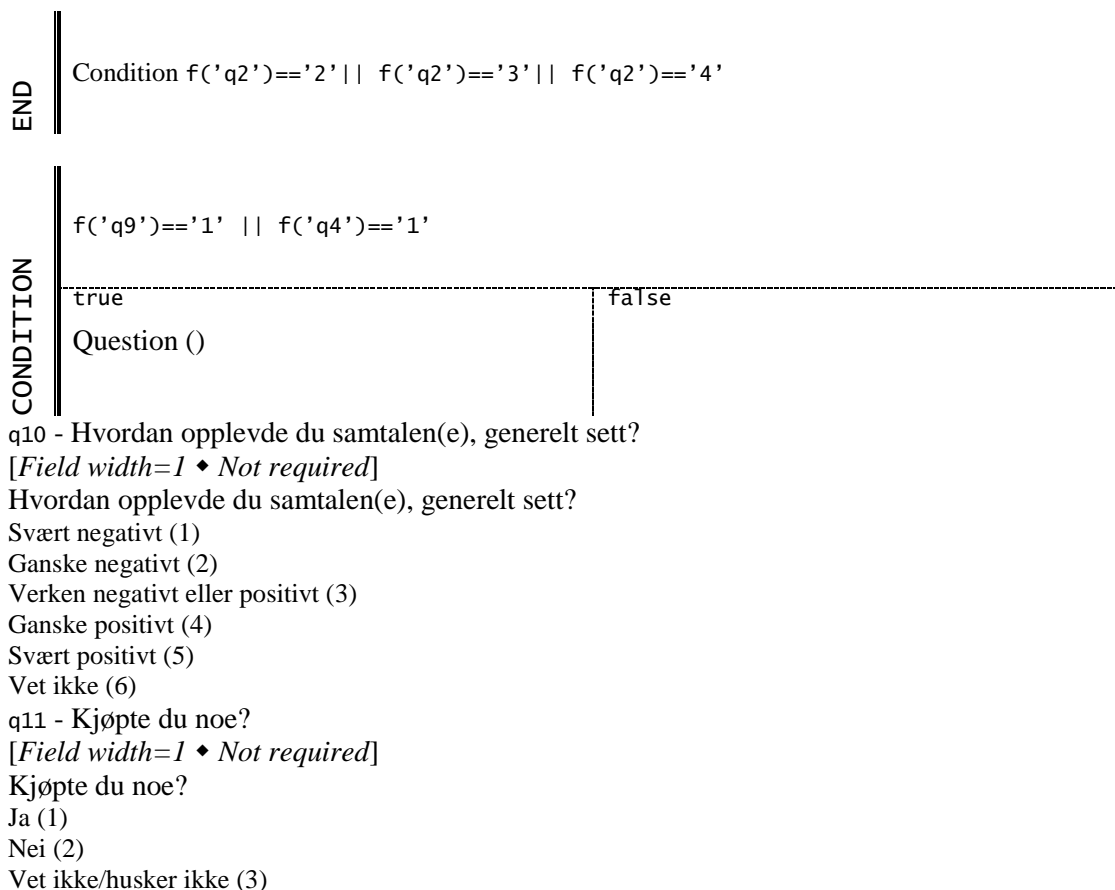 END
Condition f('q2')=='2'|| f('q2')=='3'|| f('q2')=='4'
CONDITION
f('q9')=='1' || f('q4')=='1'
true false
Question ()
q10 - Hvordan opplevde du samtalen(e), generelt sett?
[Field width=1 ◆ Not required]
Hvordan opplevde du samtalen(e), generelt sett?
Svært negativt (1)
Ganske negativt (2)
Verken negativt eller positivt (3)
Ganske positivt (4)
Svært positivt (5)
Vet ikke (6)
q11 - Kjøpte du noe?
[Field width=1 ◆ Not required]
Kjøpte du noe?
Ja (1)
Nei (2)
Vet ikke/husker ikke (3)